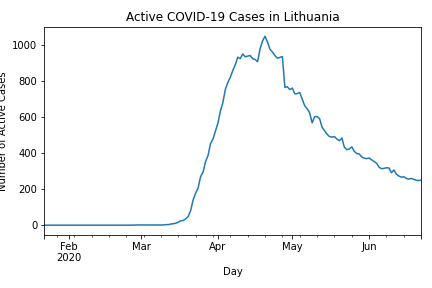 Active COVID-19 Cases in Lithuania
Number of Active Cases
1000
800
600
400
200
0
Feb
2020
Mar
Apr
May
Jun
Day